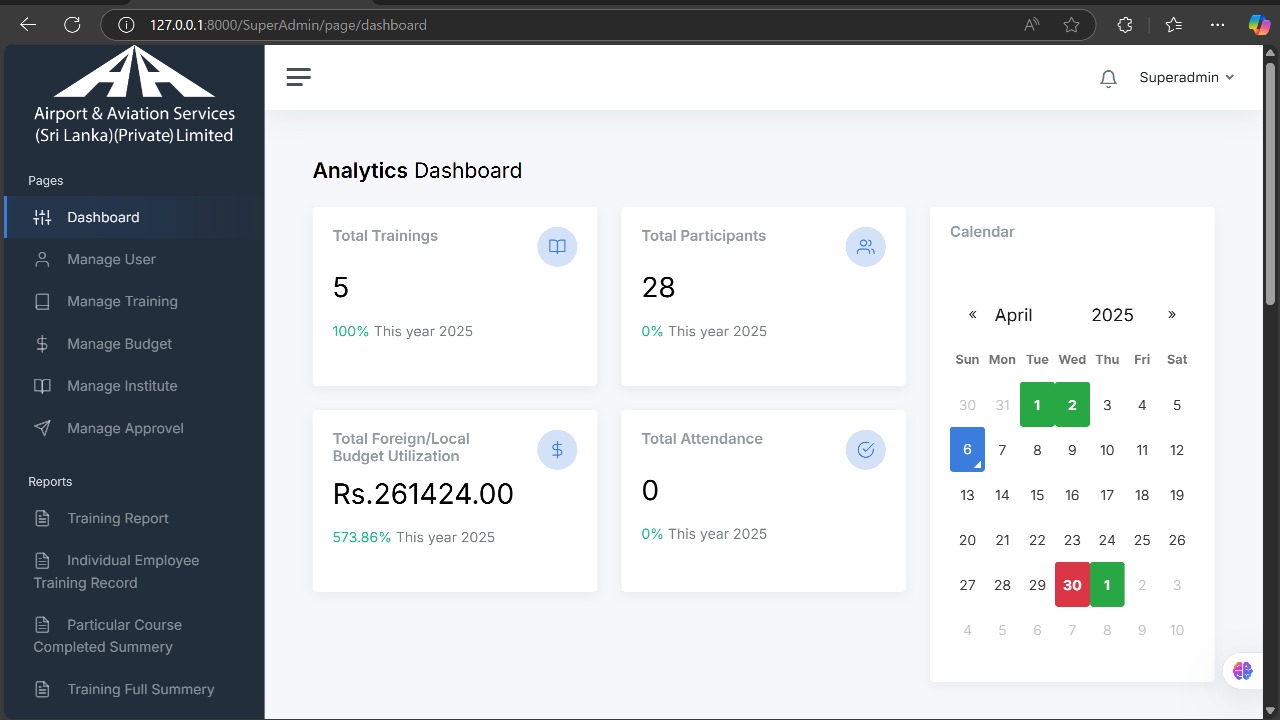 127.0.0.1:8000/SuperAdmin/page/dashboard
Airport & Aviation Services
(Sri Lanka)(Private) Limited
Pages
Dashboard
Manage User
Manage Training
Manage Budget
Manage Institute
Manage Approvel
Reports
Training Report
Individual Employee
Training Record
Particular Course
Completed Summery
Training Full Summery
Superadmin
Analytics Dashboard
Total Trainings
5
100% This year 2025
Total Participants
28
0% This year 2025
Total Foreign/Local
Budget Utilization
Rs.261424.00
573.86% This year 2025
Total Attendance
0
0% This year 2025
Calendar
« April 2025 »
Sun Mon Tue Wed Thu Fri Sat
30 31 1 2 3 4 5
6 7 8 9 10 11 12
13 14 15 16 17 18 19
20 21 22 23 24 25 26
27 28 29 30 1 2 3
4 5 6 7 8 9 10